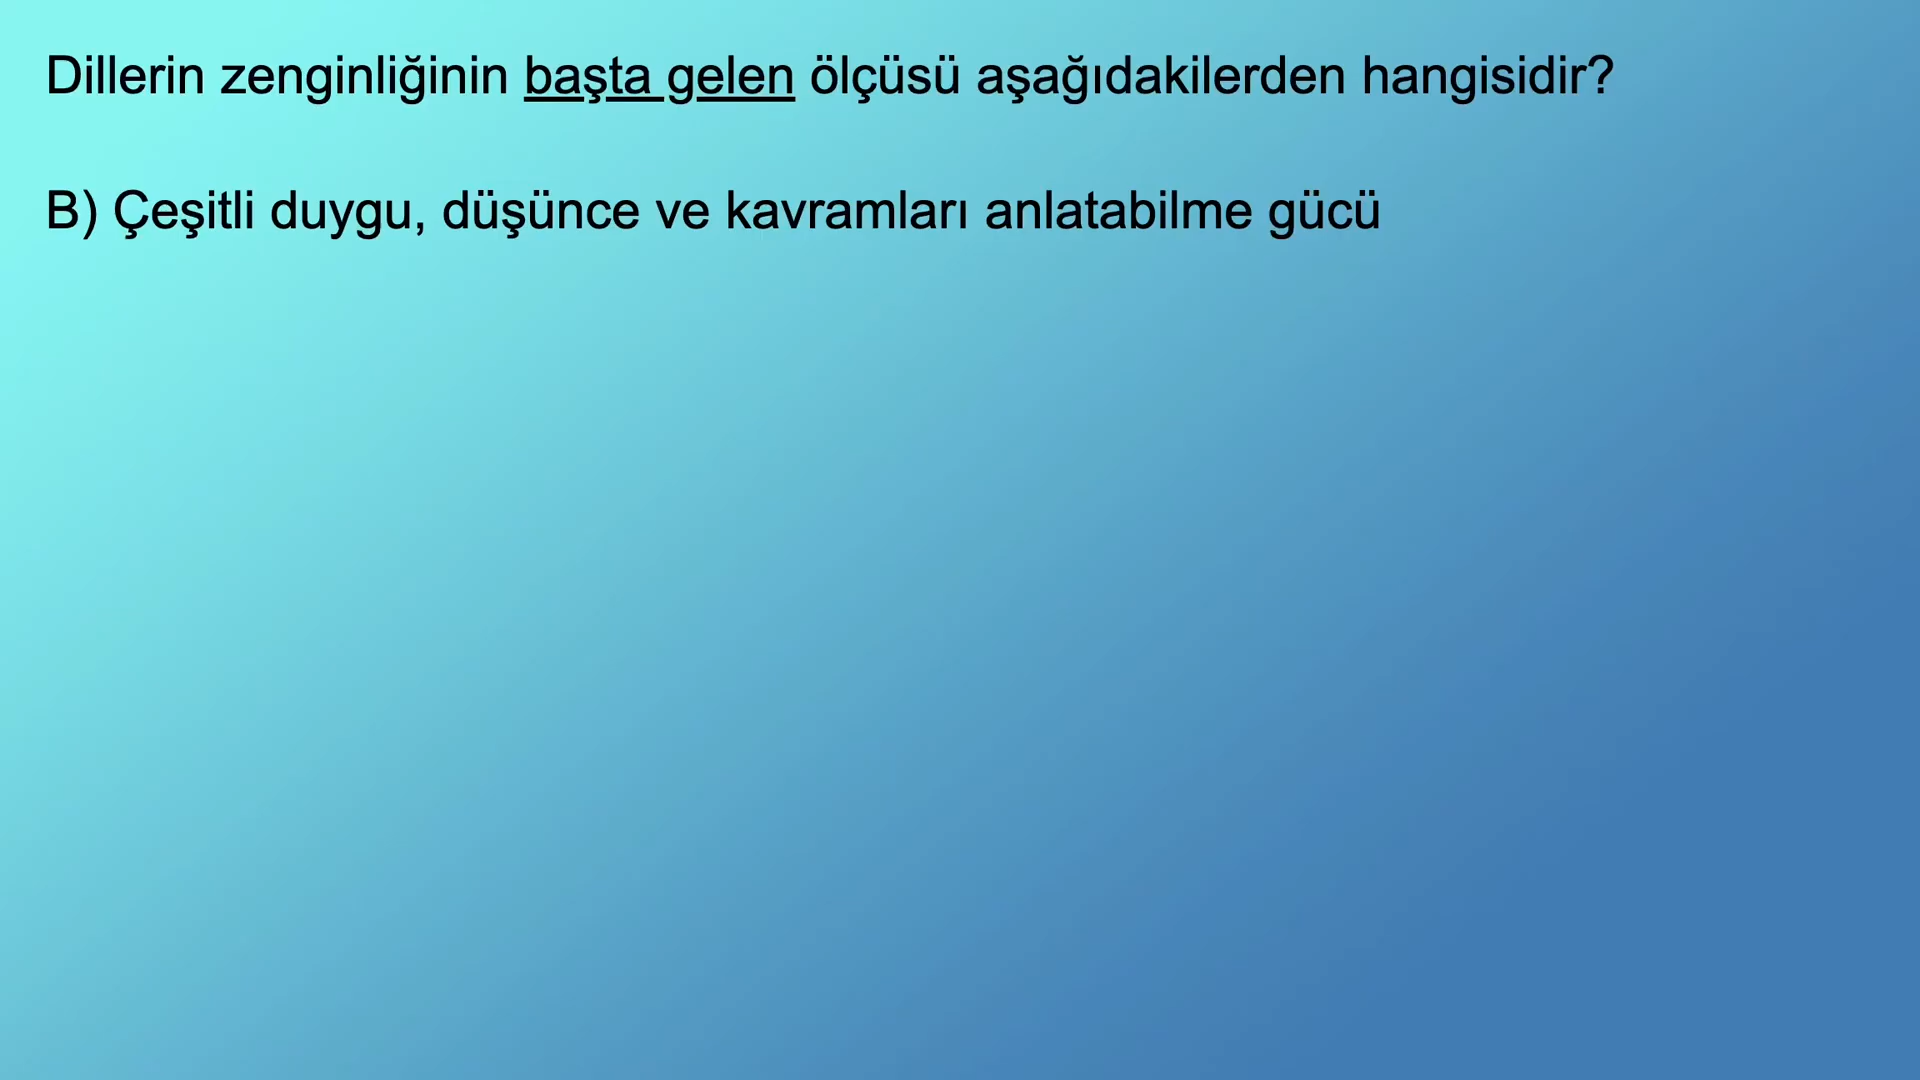 Dillerin zenginliğinin başta gelen ölçüsü aşağıdakilerden hangisidir?
B) Çeşitli duygu, düşünce ve kavramları anlatabilme gücü